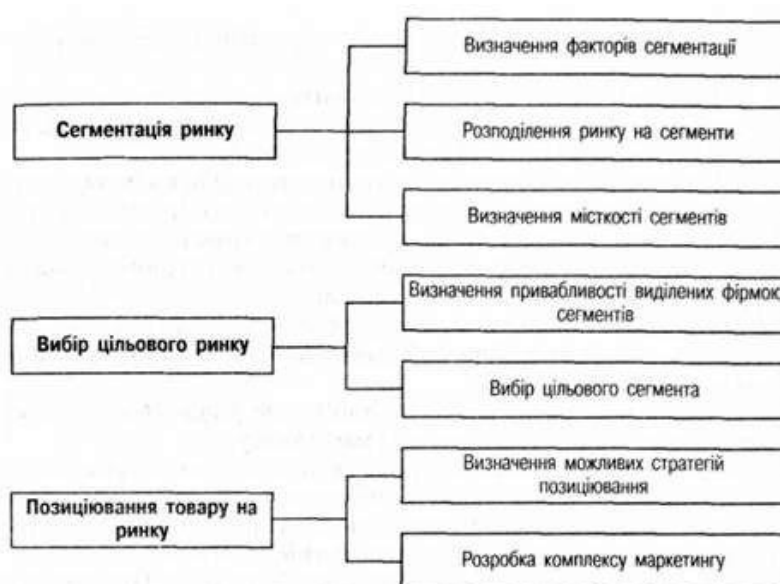 Визначення факторів сегментації
Сегментація ринку
Розподілення ринку на сегменти
Визначення місткості сегментів
Визначення привабливості виділених фірмою
сегментів
Вибір цільового ринку
Вибір цільового сегмента
Визначення можливих стратегій
позиціювання
Позиціювання товару на
ринку
Розробка комплексу маркетингу